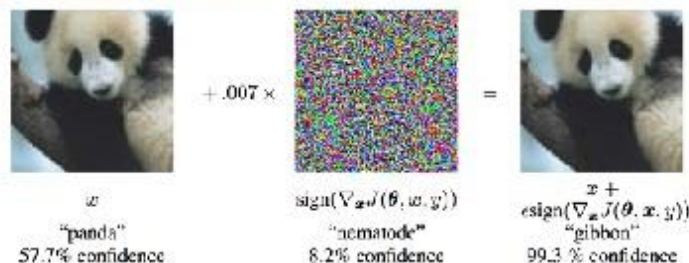 + .007 ×
=
x
"panda"
57.7% confidence
sign(∇ₓJ(θ, x, y))
"nematode"
8.2% confidence
x +
εsign(∇ₓJ(θ, x, y))
"gibbon"
99.3 % confidence